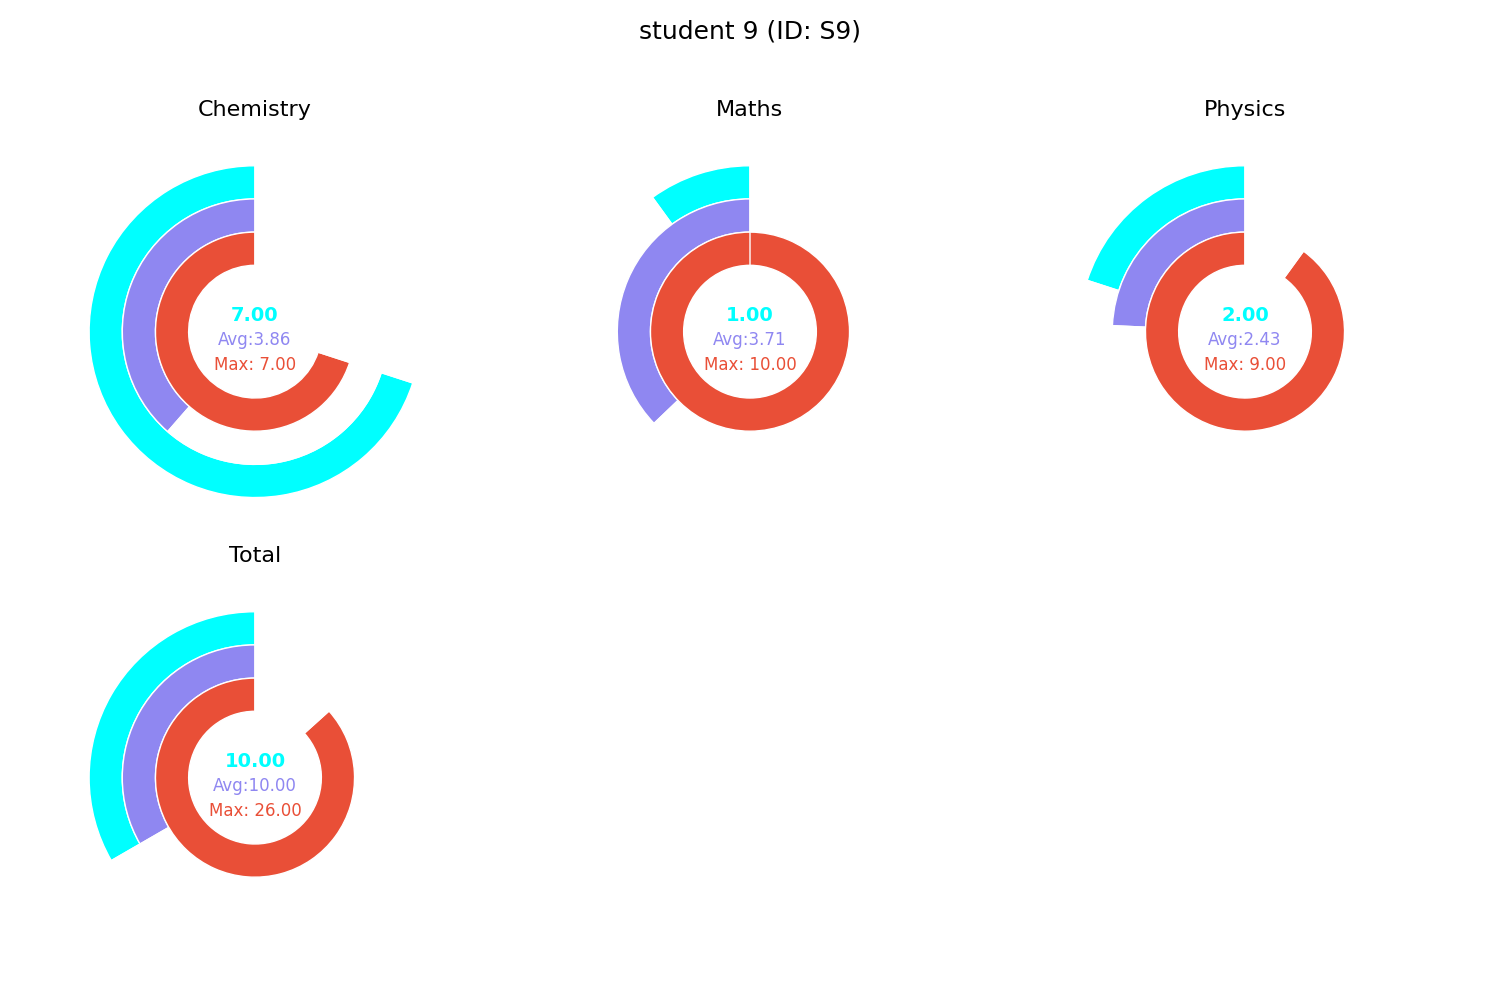 student 9 (ID: S9)
Chemistry
7.00
Avg:3.86
Max: 7.00
Maths
1.00
Avg:3.71
Max: 10.00
Physics
2.00
Avg:2.43
Max: 9.00
Total
10.00
Avg:10.00
Max: 26.00